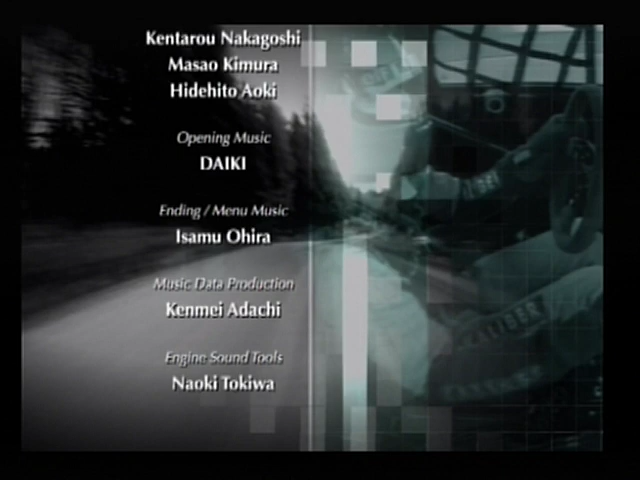 Kentarou Nakagoshi
Masao Kimura
Hidehito Aoki
Opening Music
DAIKI
Ending / Menu Music
Isamu Ohira
Music Data Production
Kenmei Adachi
Engine Sound Tools
Naoki Tokiwa